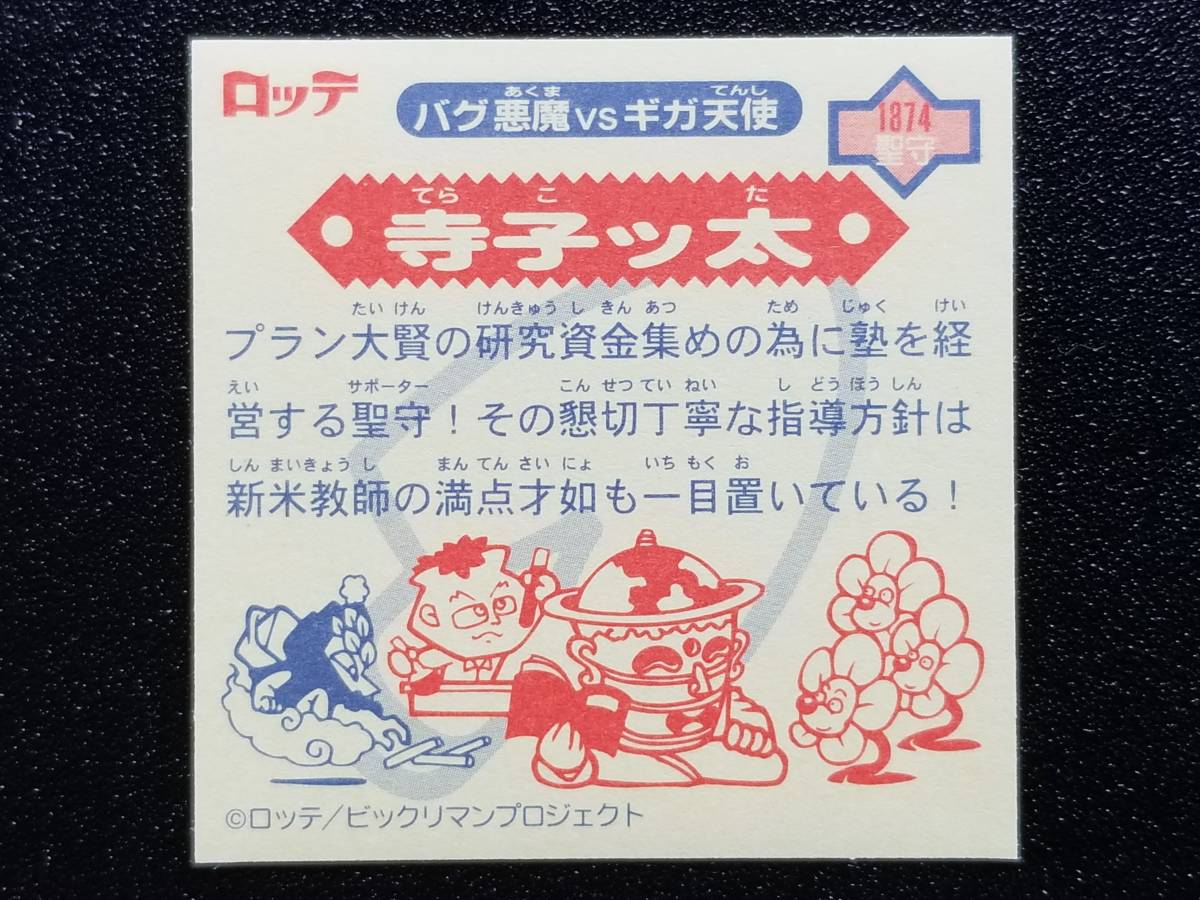 ロッテ
バグ悪魔vsギガ天使
あくま てんし
1874
聖守
てら こ た
寺子ッ太
たい けん けんきゅう し きん あつ ため じゅく けい
プラン大賢の研究資金集めの為に塾を経
えい サポーター こん せつ てい ねい し どう ほう しん
営する聖守！その懇切丁寧な指導方針は
しん まい きょう し まん てん さい にょ いち もく お
新米教師の満点才如も一目置いている！
©ロッテ/ビックリマンプロジェクト